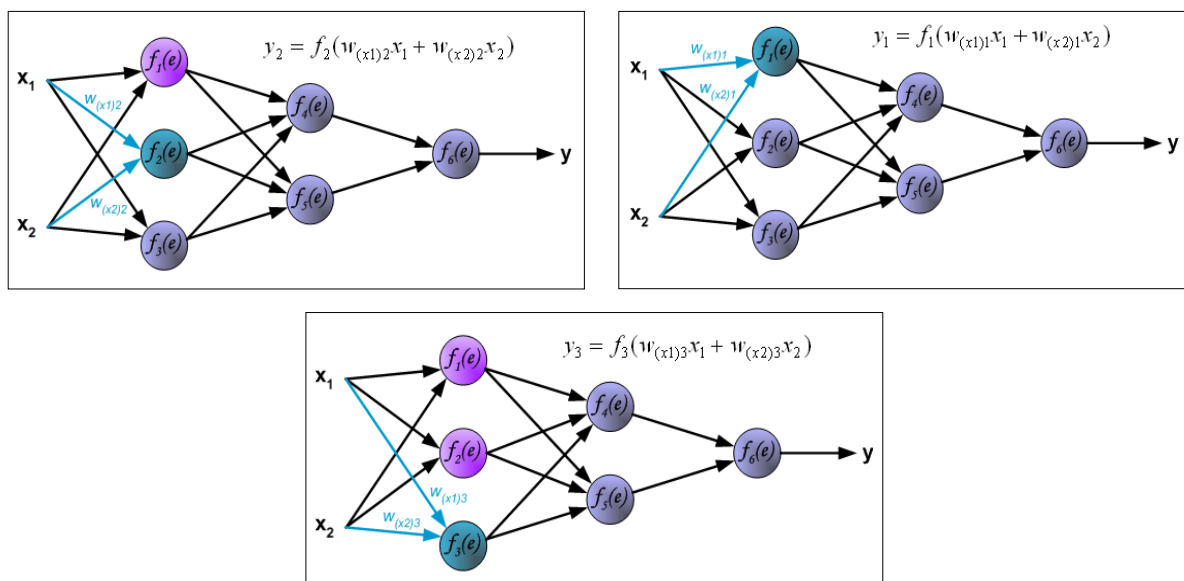 y₂ = f₂(w₍ₓ₁₎₂x₁ + w₍ₓ₂₎₂x₂)
f₁(e)
x₁
w₍ₓ₁₎₂
f₄(e)
f₂(e)
f₆(e)
y
w₍ₓ₂₎₂
f₅(e)
x₂
f₃(e)
y₁ = f₁(w₍ₓ₁₎₁x₁ + w₍ₓ₂₎₁x₂)
f₁(e)
w₍ₓ₁₎₁
x₁
w₍ₓ₂₎₁
f₄(e)
f₂(e)
f₆(e)
y
f₅(e)
x₂
f₃(e)
y₃ = f₃(w₍ₓ₁₎₃x₁ + w₍ₓ₂₎₃x₂)
f₁(e)
x₁
f₄(e)
f₂(e)
f₆(e)
y
w₍ₓ₁₎₃
f₅(e)
x₂
w₍ₓ₂₎₃
f₃(e)